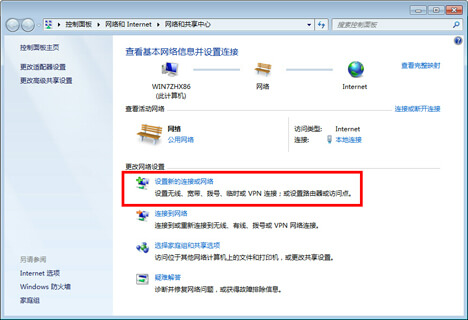 控制面板 ▸ 网络和 Internet ▸ 网络和共享中心
搜索控制面板
控制面板主页
更改适配器设置
更改高级共享设置
查看基本网络信息并设置连接
查看完整映射
WIN7ZHX86
(此计算机)
网络
Internet
查看活动网络
连接或断开连接
网络
公用网络
访问类型: Internet
连接: 本地连接
更改网络设置
设置新的连接或网络
设置无线、宽带、拨号、临时或 VPN 连接；或设置路由器或访问点。
连接到网络
连接到或重新连接到无线、有线、拨号或 VPN 网络连接。
选择家庭组和共享选项
访问位于其他网络计算机上的文件和打印机，或更改共享设置。
疑难解答
诊断并修复网络问题，或获得故障排除信息。
另请参阅
Internet 选项
Windows 防火墙
家庭组